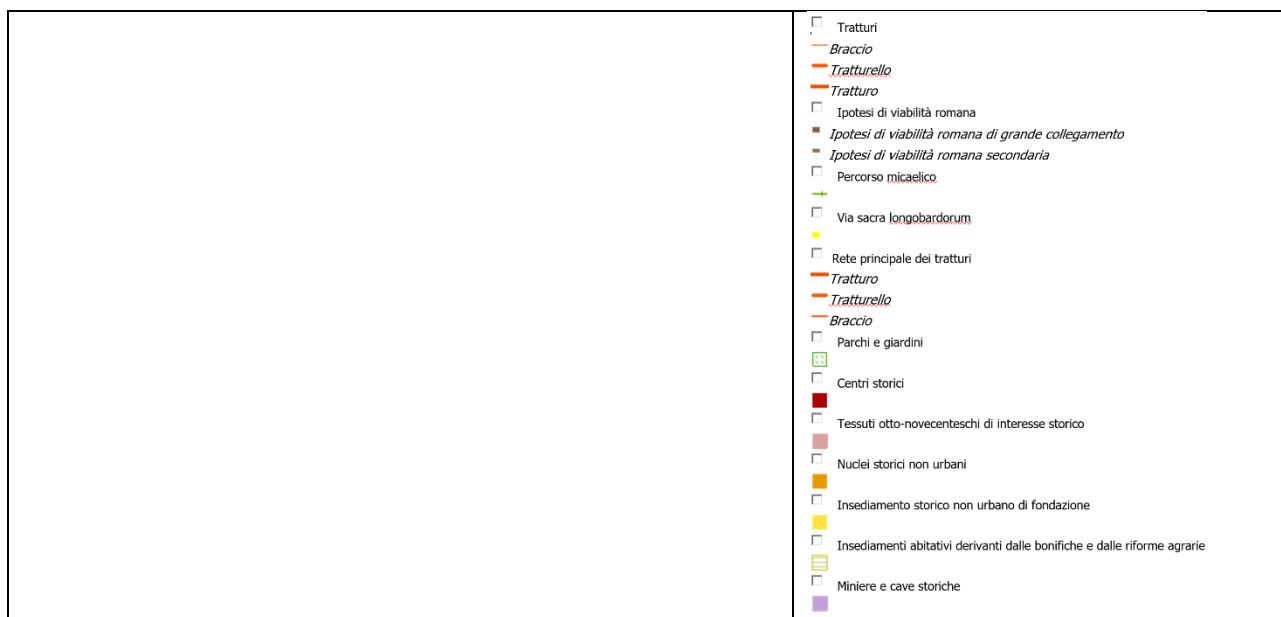 Tratturi
Braccio
Tratturello
Tratturo
Ipotesi di viabilità romana
Ipotesi di viabilità romana di grande collegamento
Ipotesi di viabilità romana secondaria
Percorso micaelico
Via sacra longobardorum
Rete principale dei tratturi
Tratturo
Tratturello
Braccio
Parchi e giardini
Centri storici
Tessuti otto-novecenteschi di interesse storico
Nuclei storici non urbani
Insediamento storico non urbano di fondazione
Insediamenti abitativi derivanti dalle bonifiche e dalle riforme agrarie
Miniere e cave storiche